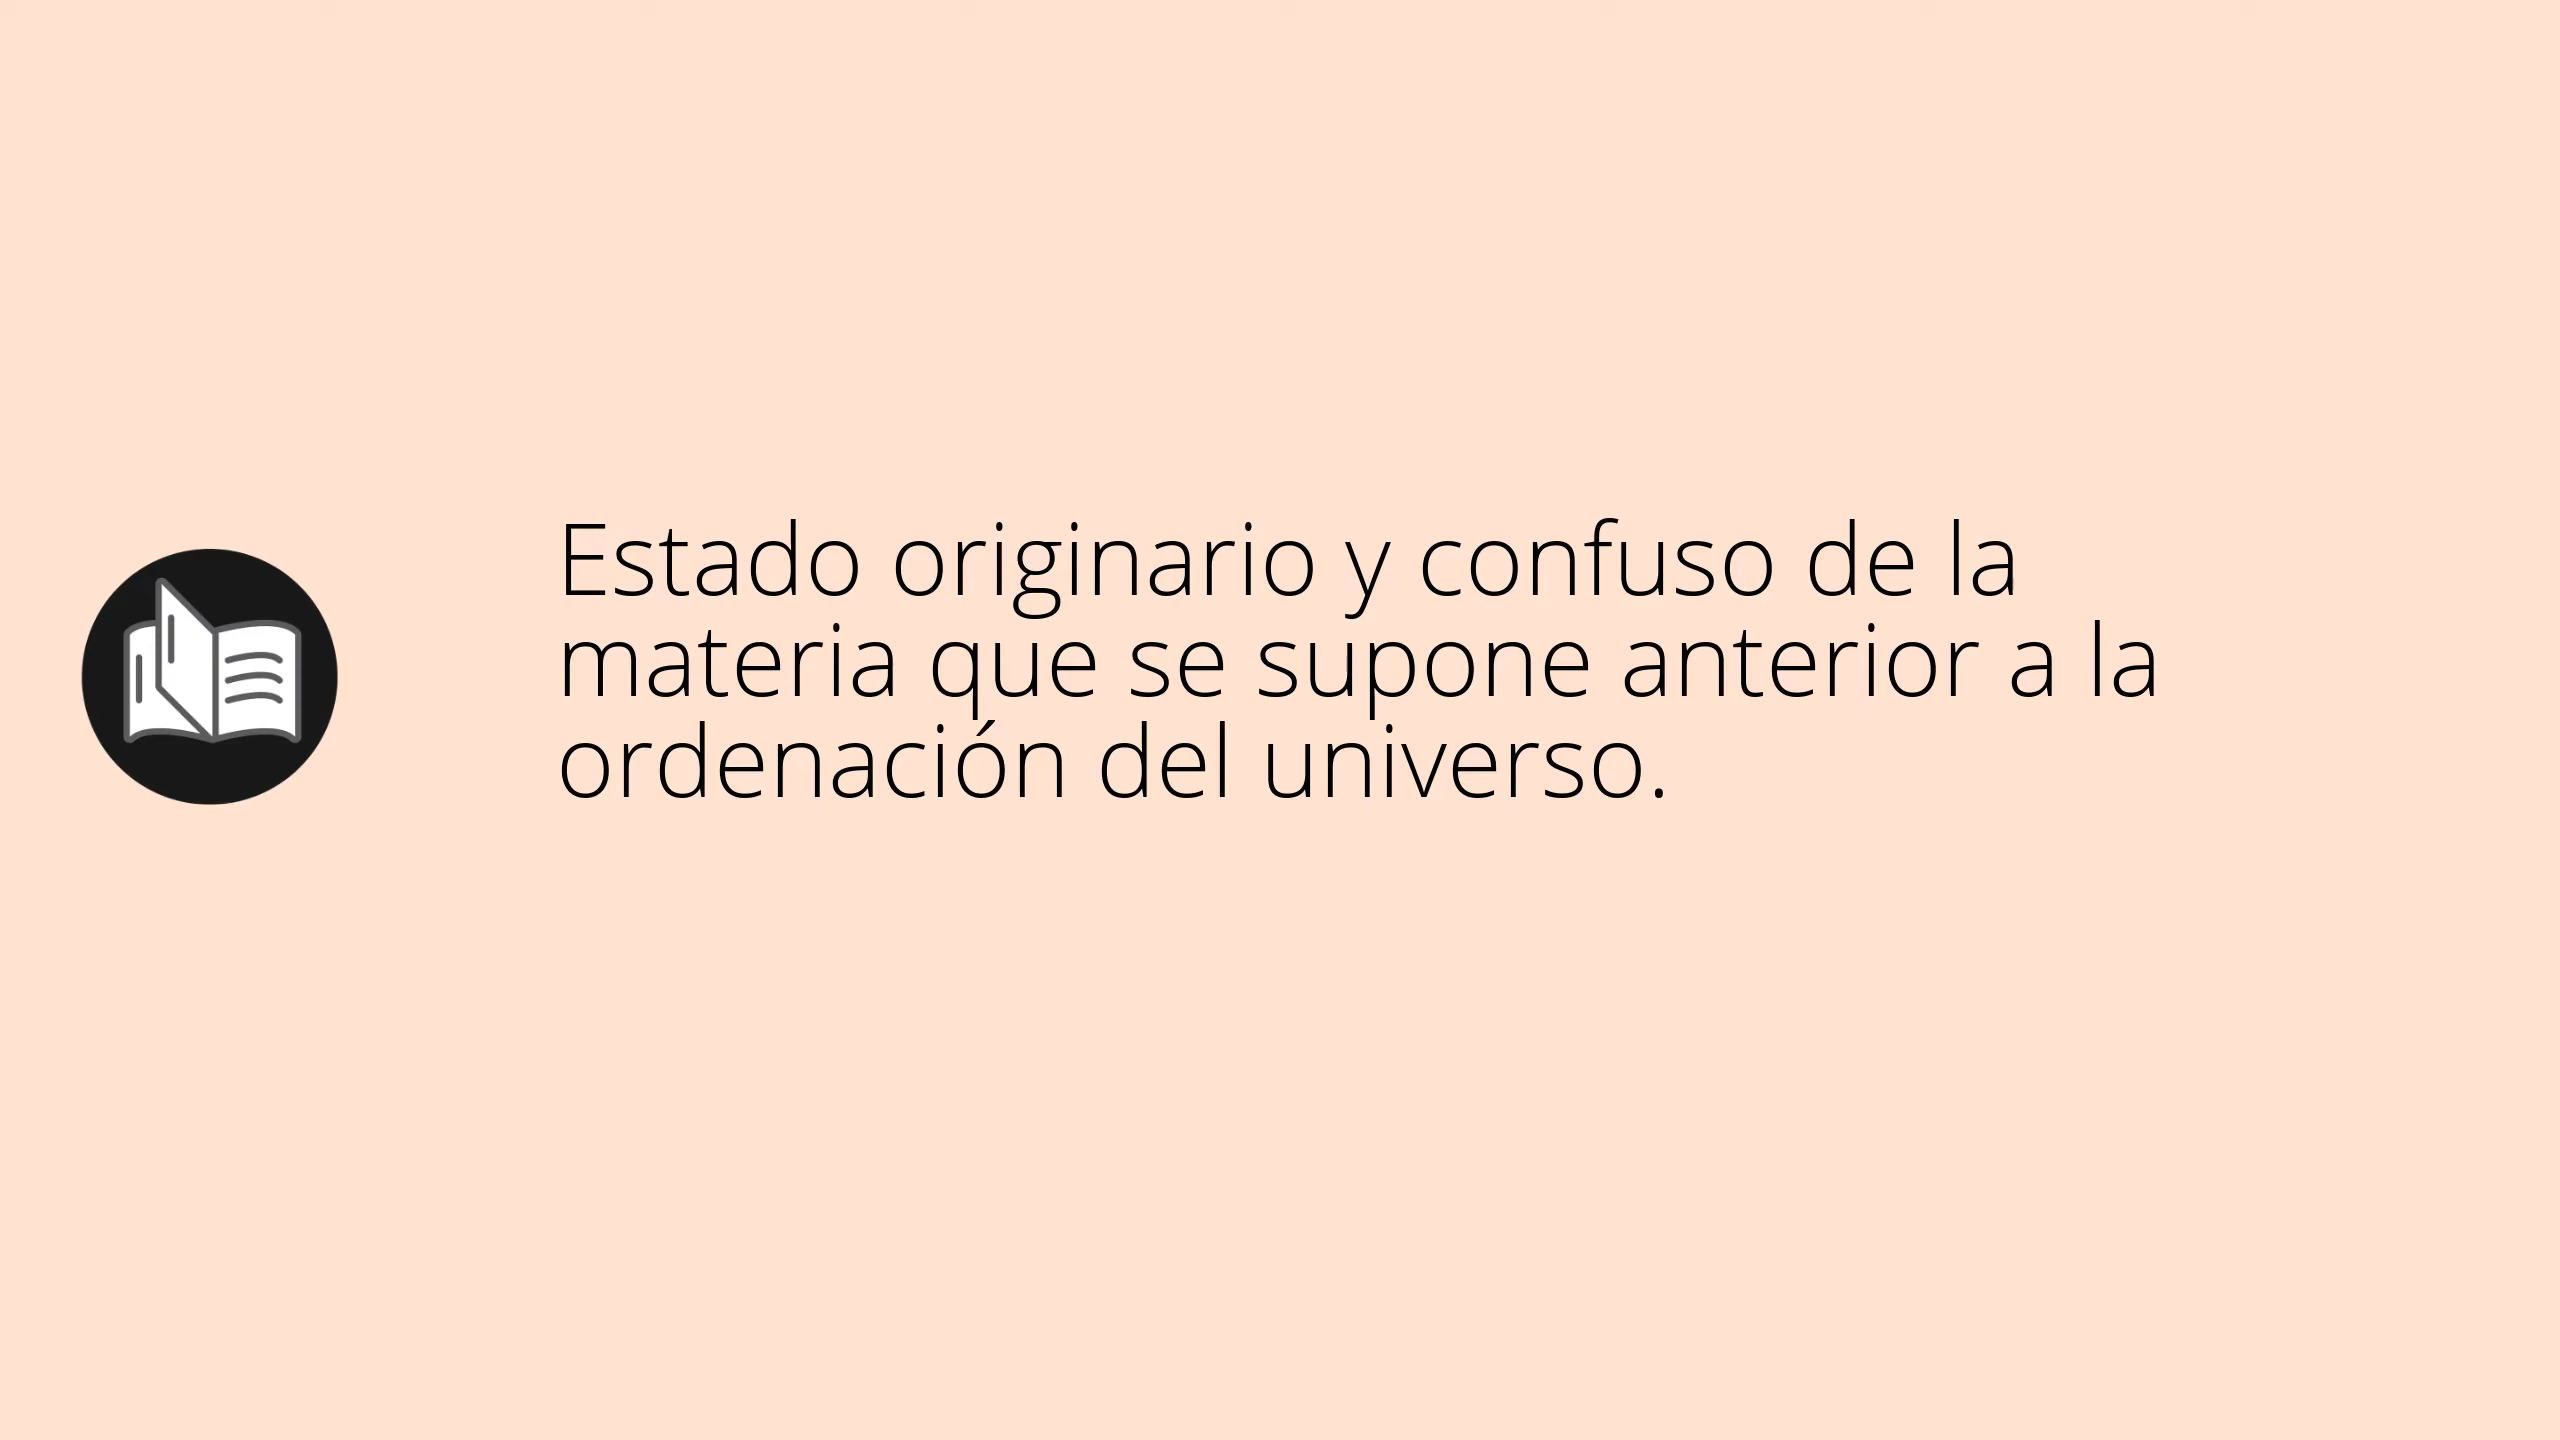 Estado originario y confuso de la
materia que se supone anterior a la
ordenación del universo.